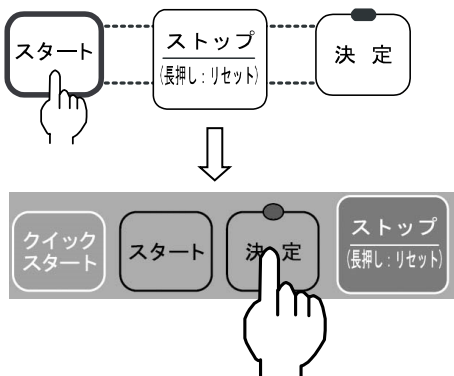 スタート
ストップ
(長押し：リセット)
決 定
クイック
スタート
スタート
決 定
ストップ
(長押し：リセット)